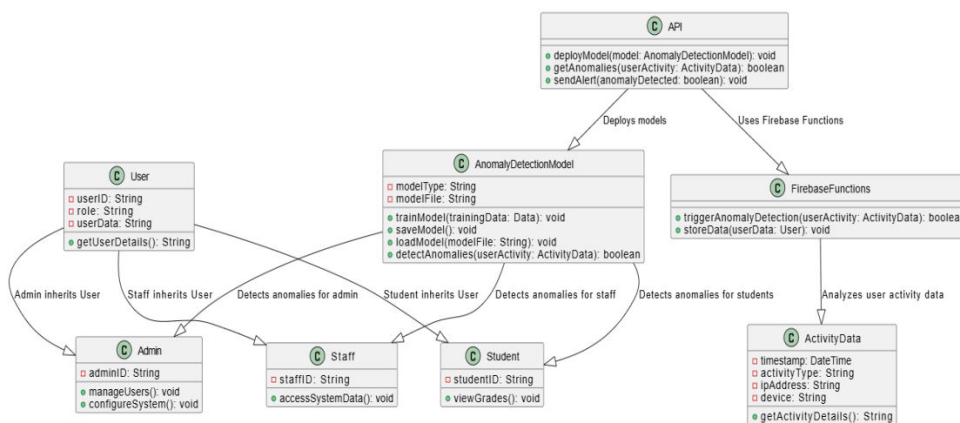 C API
deployModel(model: AnomalyDetectionModel): void
getAnomalies(userActivity: ActivityData): boolean
sendAlert(anomalyDetected: boolean): void
Deploys models
Uses Firebase Functions
C User
userID: String
role: String
userData: String
getUserDetails(): String
C AnomalyDetectionModel
modelType: String
modelFile: String
trainModel(trainingData: Data): void
saveModel(): void
loadModel(modelFile: String): void
detectAnomalies(userActivity: ActivityData): boolean
C FirebaseFunctions
triggerAnomalyDetection(userActivity: ActivityData): boolean
storeData(userData: User): void
Admin inherits User
Staff inherits User
Detects anomalies for admin
Student inherits User
Detects anomalies for staff
Detects anomalies for students
Analyzes user activity data
C Admin
adminID: String
manageUsers(): void
configureSystem(): void
C Staff
staffID: String
accessSystemData(): void
C Student
studentID: String
viewGrades(): void
C ActivityData
timestamp: DateTime
activityType: String
ipAddress: String
device: String
getActivityDetails(): String